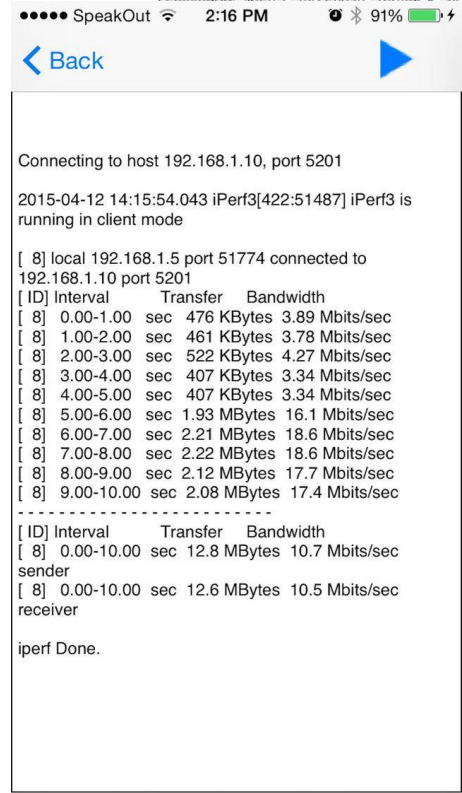 SpeakOut 2:16 PM 91%
Back
Connecting to host 192.168.1.10, port 5201
2015-04-12 14:15:54.043 iPerf3[422:51487] iPerf3 is
running in client mode
[ 8] local 192.168.1.5 port 51774 connected to
192.168.1.10 port 5201
[ ID] Interval Transfer Bandwidth
[ 8] 0.00-1.00 sec 476 KBytes 3.89 Mbits/sec
[ 8] 1.00-2.00 sec 461 KBytes 3.78 Mbits/sec
[ 8] 2.00-3.00 sec 522 KBytes 4.27 Mbits/sec
[ 8] 3.00-4.00 sec 407 KBytes 3.34 Mbits/sec
[ 8] 4.00-5.00 sec 407 KBytes 3.34 Mbits/sec
[ 8] 5.00-6.00 sec 1.93 MBytes 16.1 Mbits/sec
[ 8] 6.00-7.00 sec 2.21 MBytes 18.6 Mbits/sec
[ 8] 7.00-8.00 sec 2.22 MBytes 18.6 Mbits/sec
[ 8] 8.00-9.00 sec 2.12 MBytes 17.7 Mbits/sec
[ 8] 9.00-10.00 sec 2.08 MBytes 17.4 Mbits/sec
- - - - - - - - - - - - - - - - - - - - - - - - -
[ ID] Interval Transfer Bandwidth
[ 8] 0.00-10.00 sec 12.8 MBytes 10.7 Mbits/sec
sender
[ 8] 0.00-10.00 sec 12.6 MBytes 10.5 Mbits/sec
receiver
iperf Done.